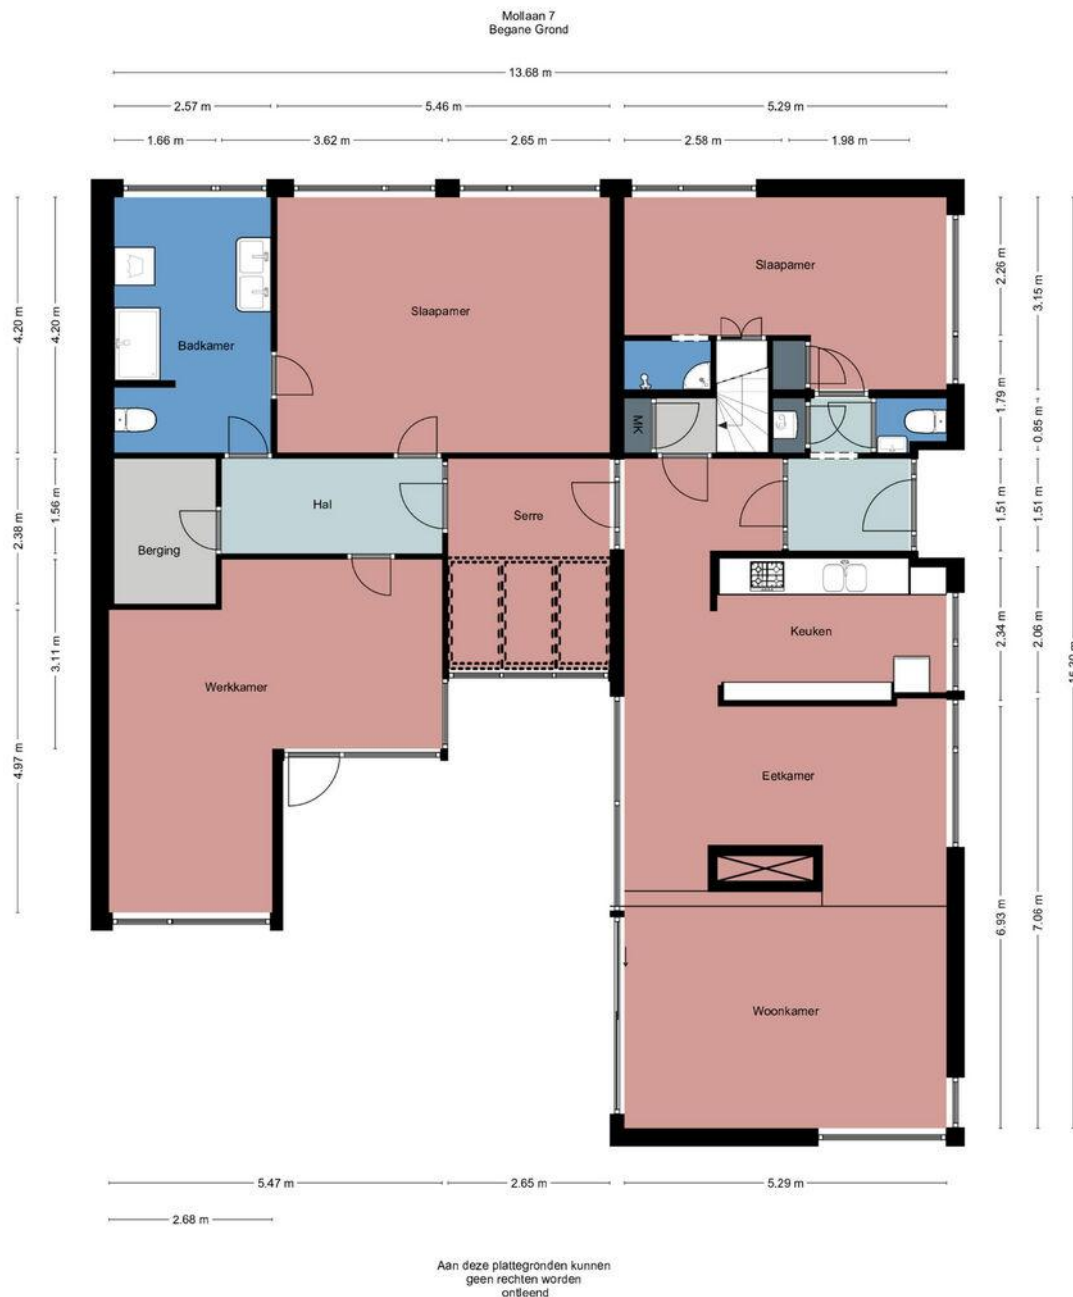 Mollaan 7
Begane Grond
13.68 m
2.57 m
5.46 m
5.29 m
1.66 m
3.62 m
2.65 m
2.58 m
1.98 m
4.20 m
2.38 m
4.97 m
4.20 m
1.56 m
3.11 m
Badkamer
Slaapamer
Slaapamer
MK
Hal
Serre
Berging
Werkkamer
Keuken
Eetkamer
Woonkamer
2.26 m
1.79 m
1.51 m
2.34 m
6.93 m
3.15 m
0.85 m
1.51 m
2.06 m
7.06 m
5.47 m
2.65 m
5.29 m
2.68 m
Aan deze plattegronden kunnen
geen rechten worden
ontleend